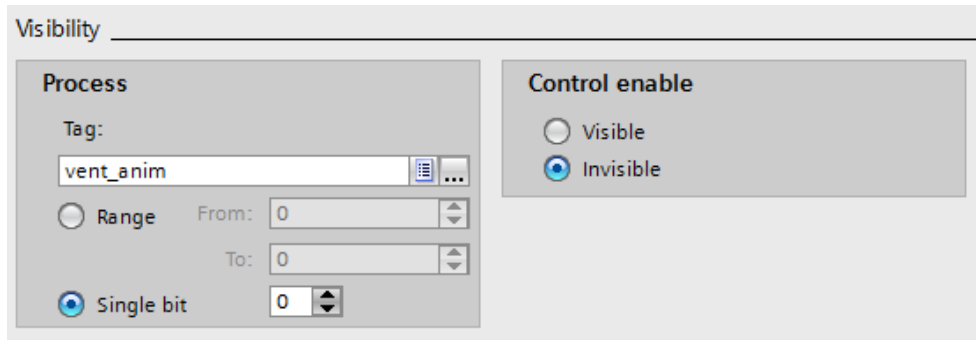 Visibility
Process
Tag:
vent_anim
...
Range From: 0
To: 0
Single bit 0
Control enable
Visible
Invisible